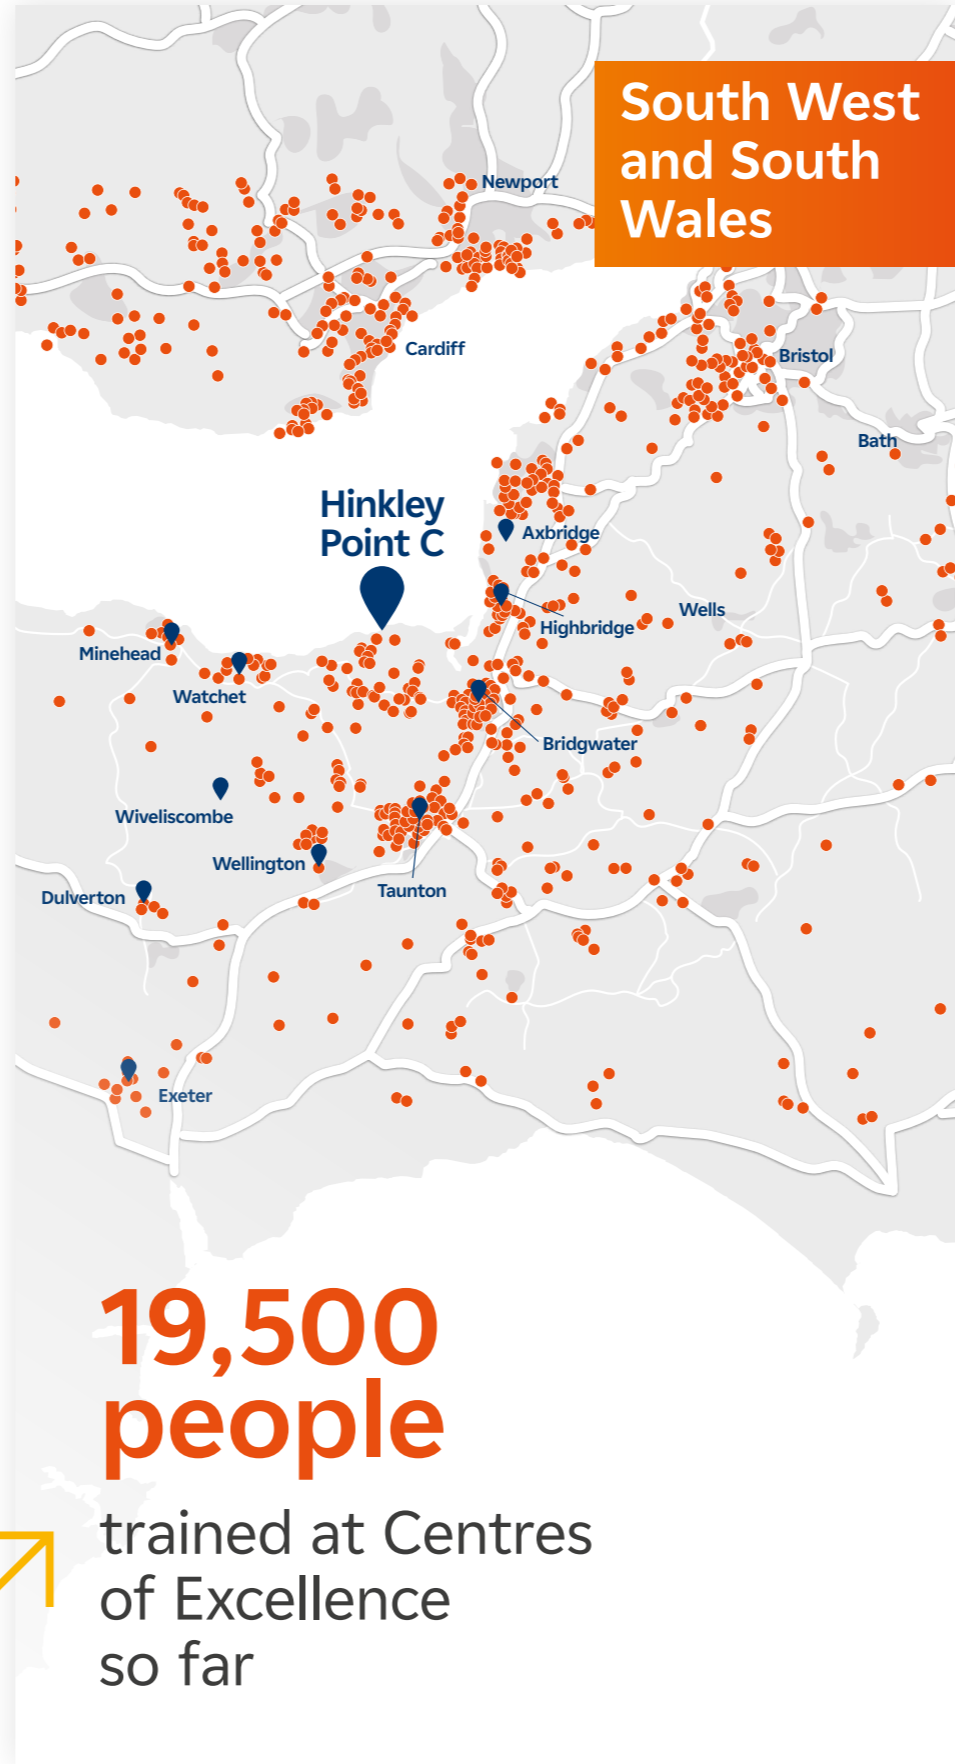 South West
and South
Wales
Newport
Cardiff
Bristol
Bath
Hinkley
Point C
Axbridge
Highbridge
Wells
Minehead
Watchet
Bridgwater
Wiveliscombe
Wellington
Taunton
Dulverton
Exeter
19,500
people
trained at Centres
of Excellence
so far